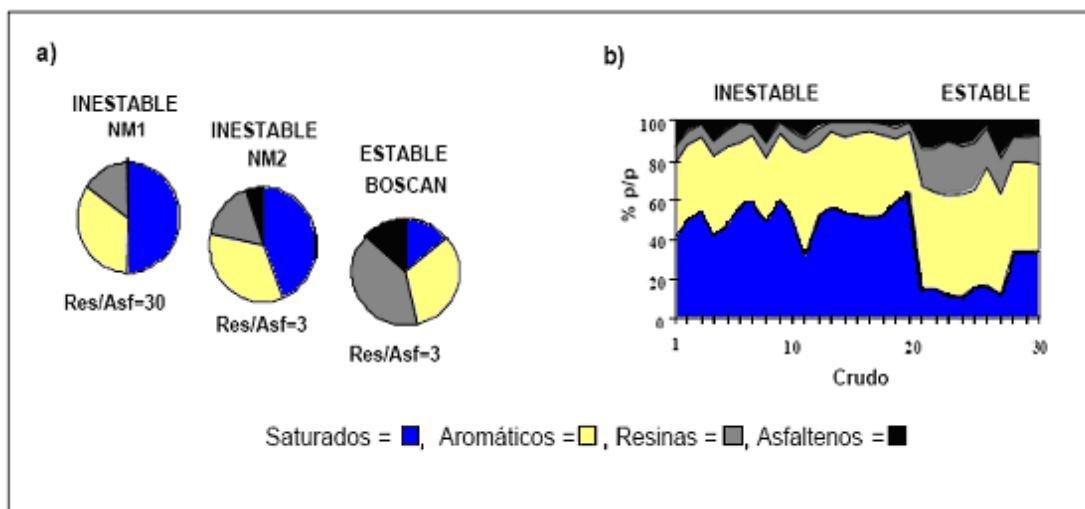 a)
INESTABLE
NM1
Res/Asf=30
INESTABLE
NM2
Res/Asf=3
ESTABLE
BOSCAN
Res/Asf=3
b)
INESTABLE ESTABLE
% p/p
100
80
60
40
20
0
1 10 20 30
Crudo
Saturados = , Aromáticos = , Resinas = , Asfaltenos =